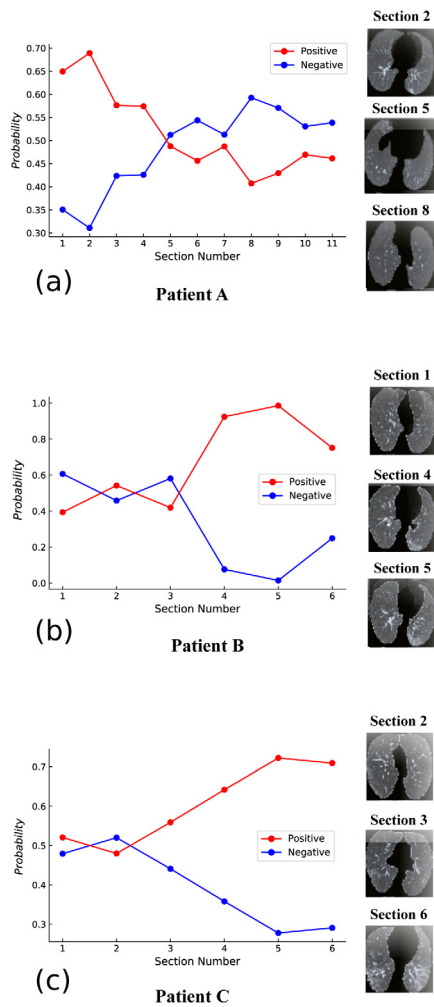 Section 2
0.70
0.65
0.60
0.55
0.50
0.45
0.40
0.35
0.30
Probability
Positive
Negative
1 2 3 4 5 6 7 8 9 10 11
Section Number
Section 5
Section 8
(a)
Patient A
Section 1
1.0
0.8
0.6
0.4
0.2
0.0
Probability
Positive
Negative
1 2 3 4 5 6
Section Number
Section 4
Section 5
(b)
Patient B
Section 2
0.7
0.6
0.5
0.4
0.3
Probability
Positive
Negative
1 2 3 4 5 6
Section Number
Section 3
Section 6
(c)
Patient C